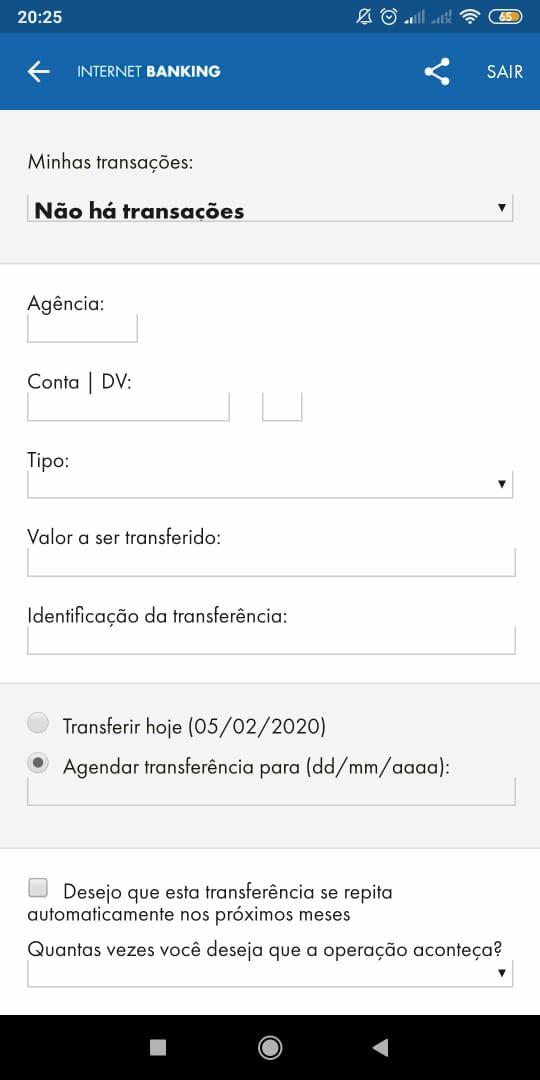 20:25
65
INTERNET BANKING
SAIR
Minhas transações:
Não há transações
Agência:
Conta | DV:
Tipo:
Valor a ser transferido:
Identificação da transferência:
Transferir hoje (05/02/2020)
Agendar transferência para (dd/mm/aaaa):
Desejo que esta transferência se repita
automaticamente nos próximos meses
Quantas vezes você deseja que a operação aconteça?